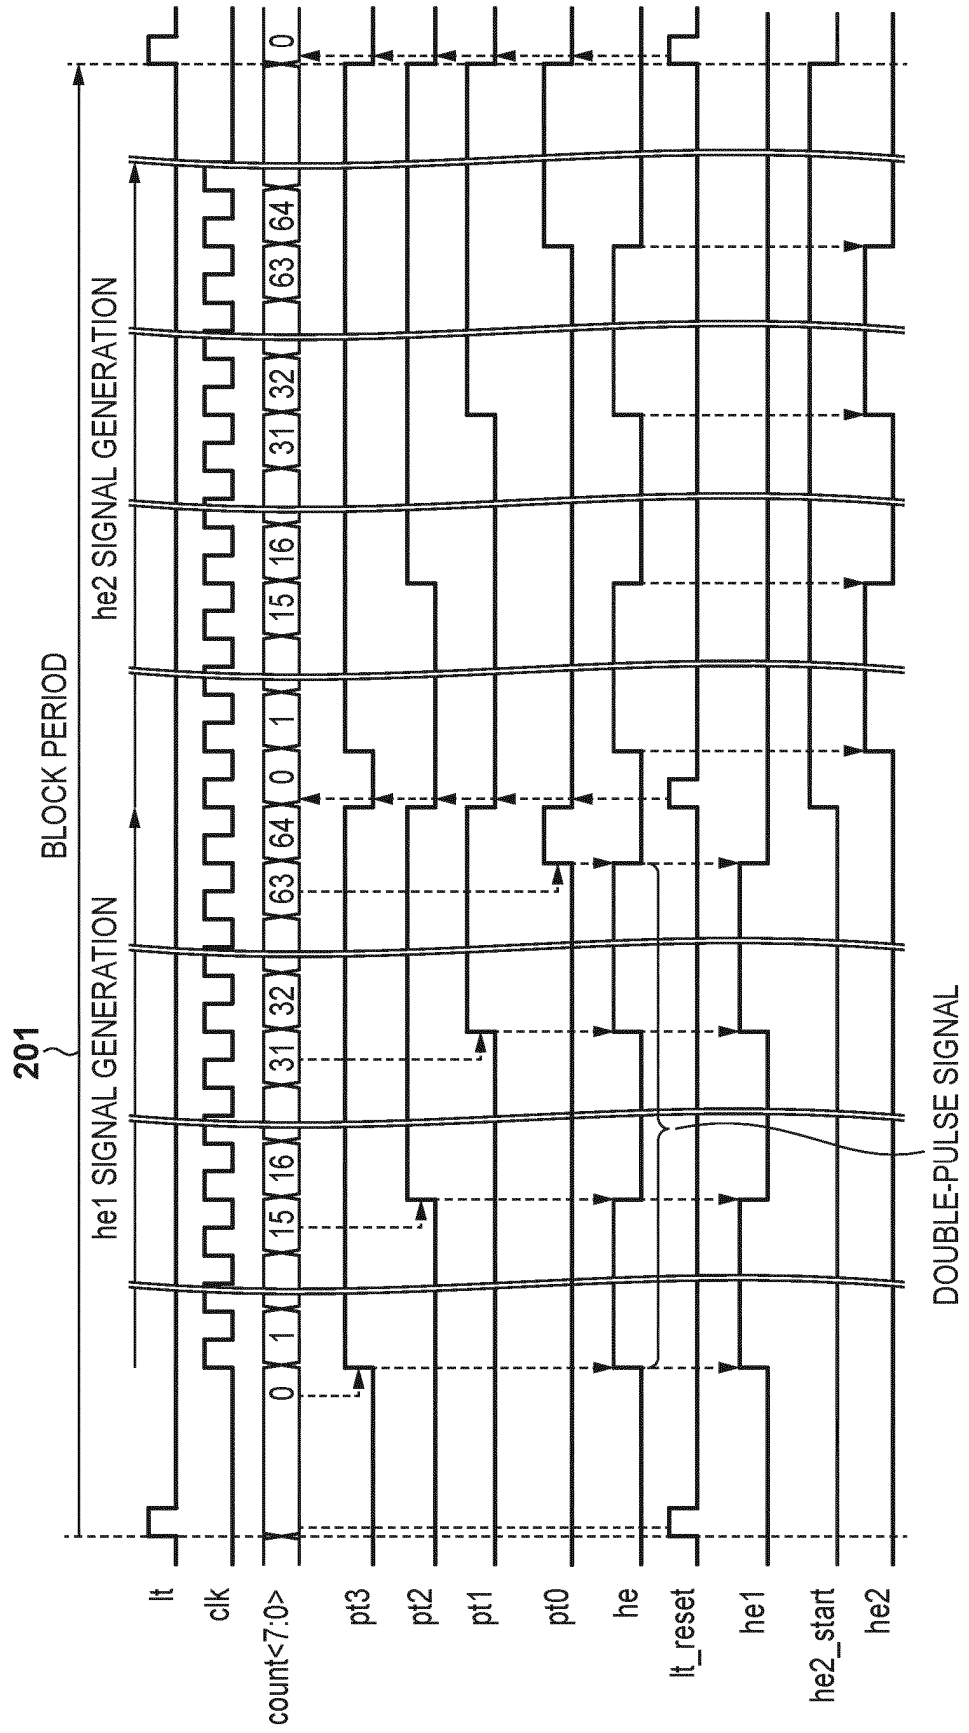 201
BLOCK PERIOD
he1 SIGNAL GENERATION he2 SIGNAL GENERATION
lt
clk
count<7:0> 0 1 15 16 31 32 63 64 0 1 15 16 31 32 63 64 0
pt3
pt2
pt1
pt0
he
lt_reset
he1
he2_start
he2
DOUBLE-PULSE SIGNAL